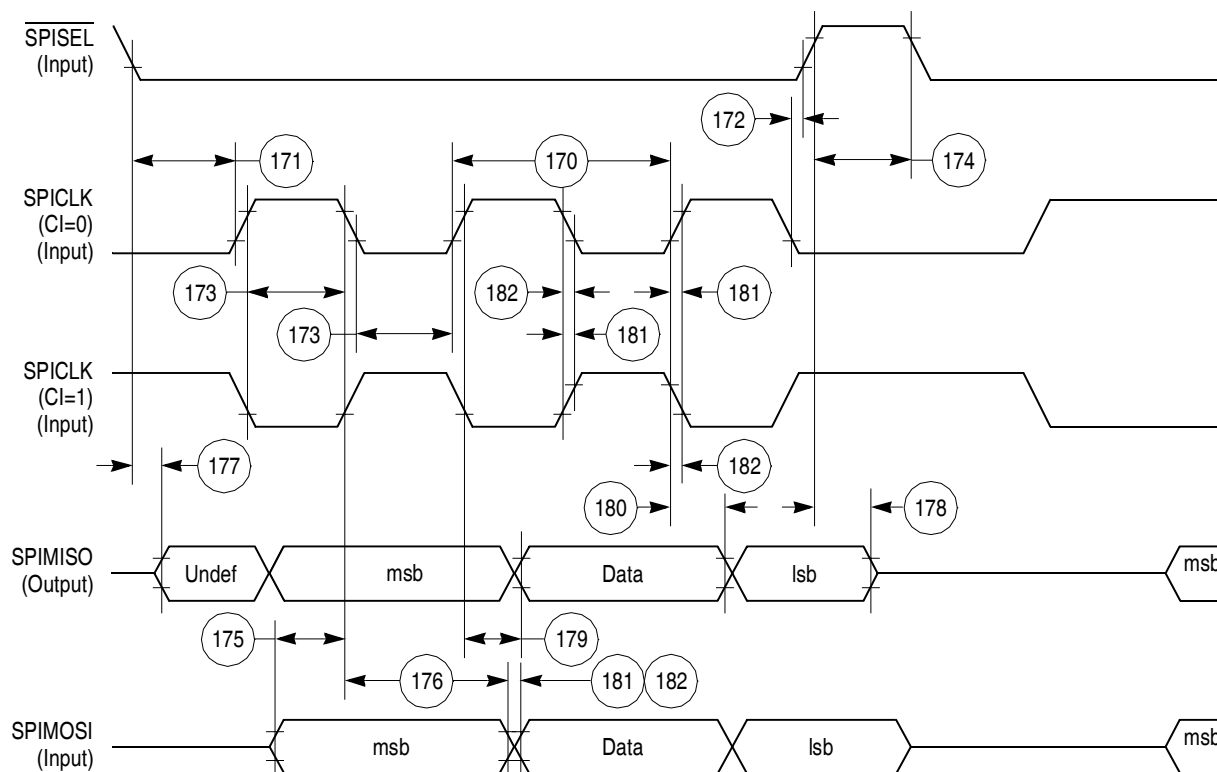 SPISEL
(Input)
172
171
170
174
SPICLK
(CI=0)
(Input)
173
182
181
173
181
SPICLK
(CI=1)
(Input)
177
182
180
178
SPIMISO
(Output)
Undef
msb
Data
lsb
msb
175
179
176
181
182
SPIMOSI
(Input)
msb
Data
lsb
msb